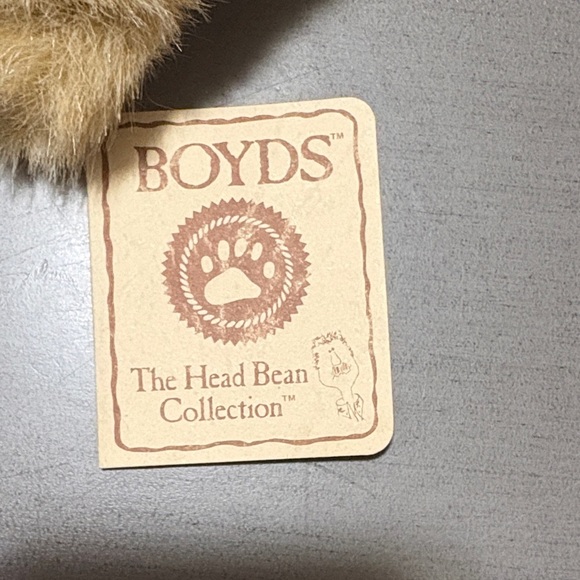 BOYDS™
The Head Bean
Collection™